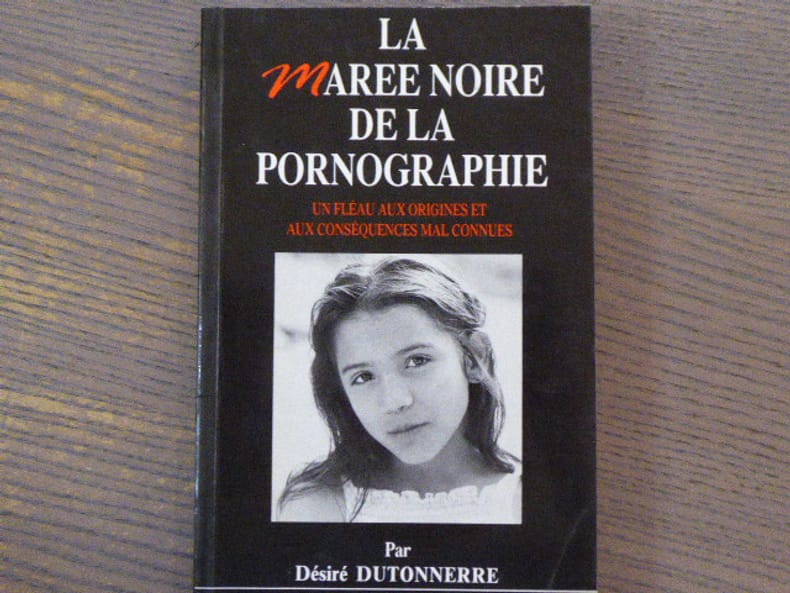 LA
MAREE NOIRE
DE LA
PORNOGRAPHIE
UN FLÉAU AUX ORIGINES ET
AUX CONSÉQUENCES MAL CONNUES
Par
Désiré DUTONNERRE